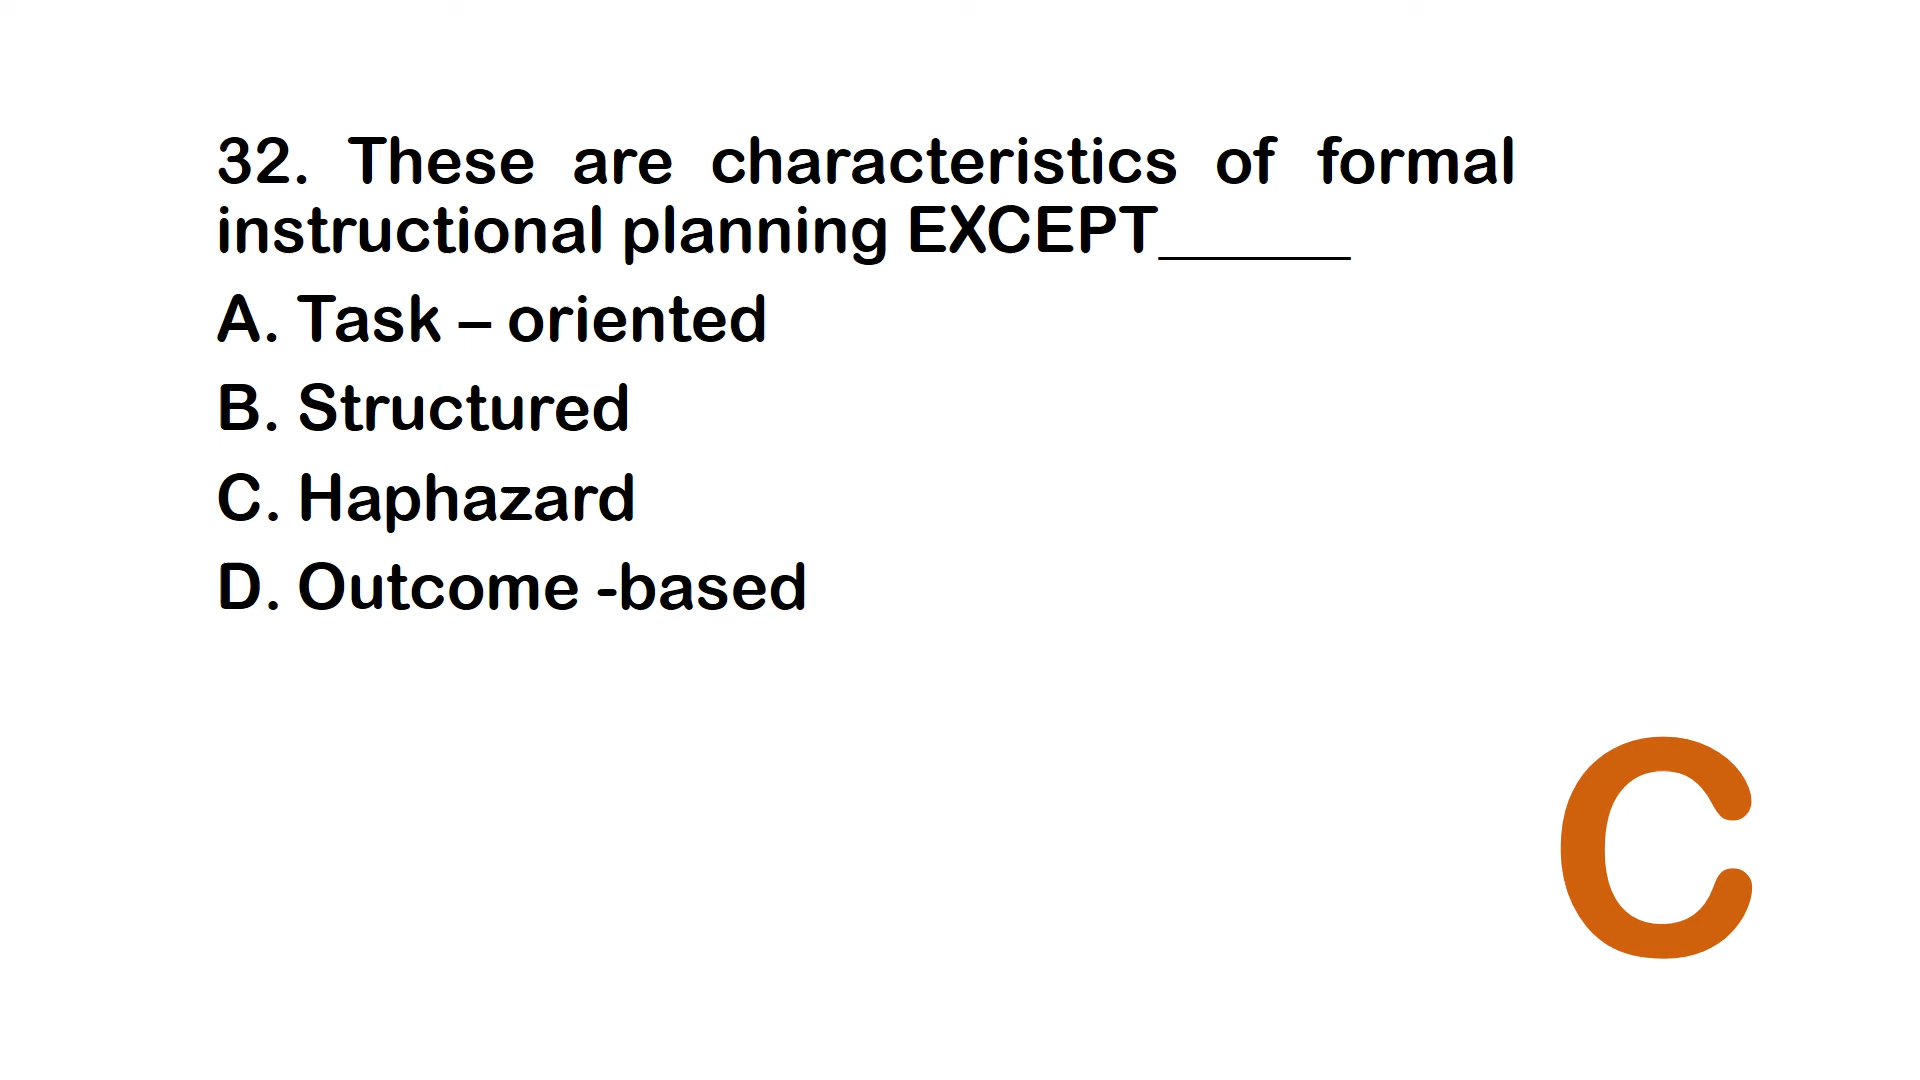 32. These are characteristics of formal
instructional planning EXCEPT______
A. Task – oriented
B. Structured
C. Haphazard
D. Outcome -based
C